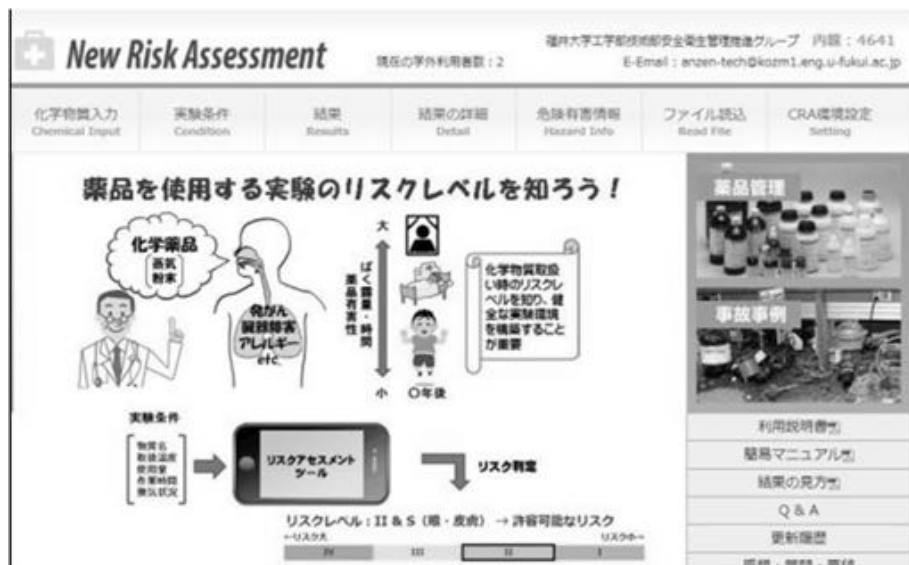 New Risk Assessment
現在の学外利用者数：2
福井大学工学部技術部安全衛生管理推進グループ 内線：4641
E-Email : anzen-tech@kozm1.eng.u-fukui.ac.jp
化学物質入力
Chemical Input
実験条件
Condition
結果
Results
結果の詳細
Detail
危険有害情報
Hazard Info
ファイル読込
Read File
CRA環境設定
Setting
薬品を使用する実験のリスクレベルを知ろう！
化学薬品
蒸気
粉末
発がん
臓器障害
アレルギー
etc.
大
ばく露量・時間
薬品有害性
小
〇年後
化学物質取扱
い時のリスクレ
ベルを知り、健
全な実験環境
を構築すること
が重要
実験条件
物質名
取扱温度
使用量
作業時間
換気状況
リスクアセスメント
ツール
リスク判定
リスクレベル：II & S（眼・皮膚） → 許容可能なリスク
←リスク大
リスク小→
IV
III
II
I
薬品管理
事故事例
利用説明書
簡易マニュアル
結果の見方
Q & A
更新履歴